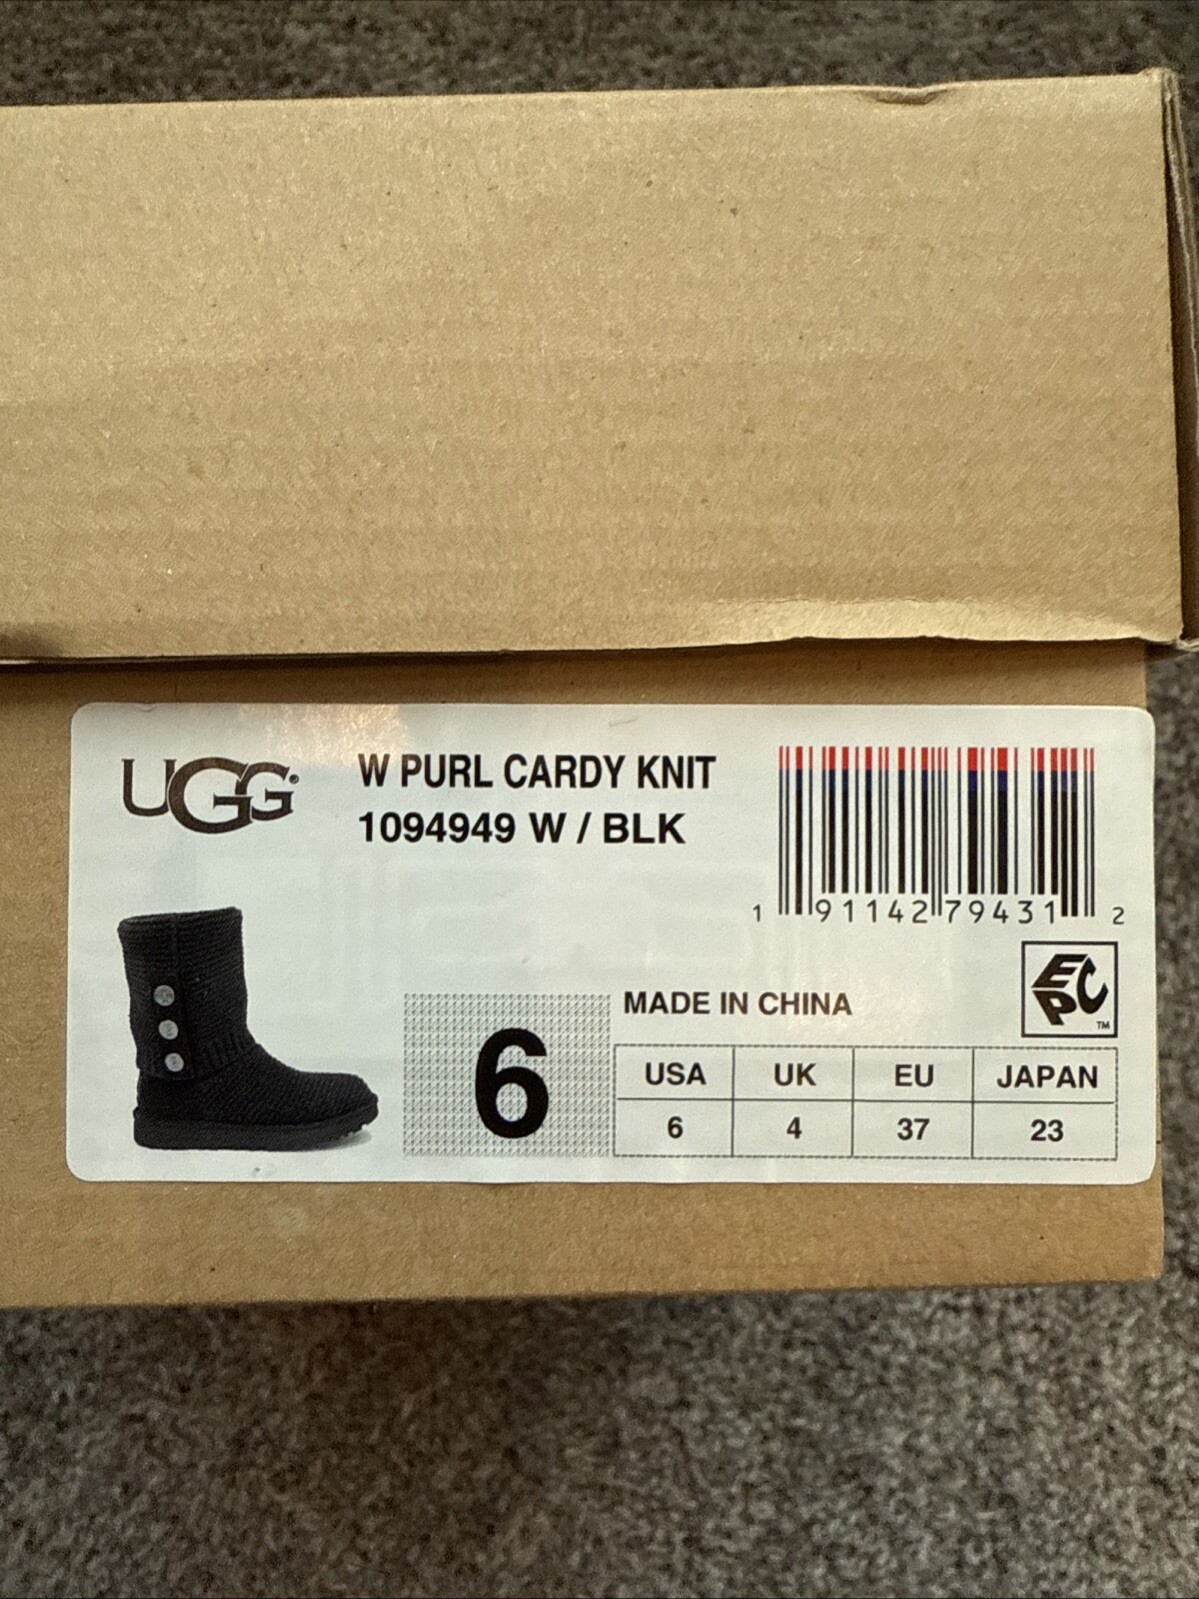 UGG®
W PURL CARDY KNIT
1094949 W / BLK
1 91142 79431 2
EPC™
MADE IN CHINA
6
USA UK EU JAPAN
6 4 37 23